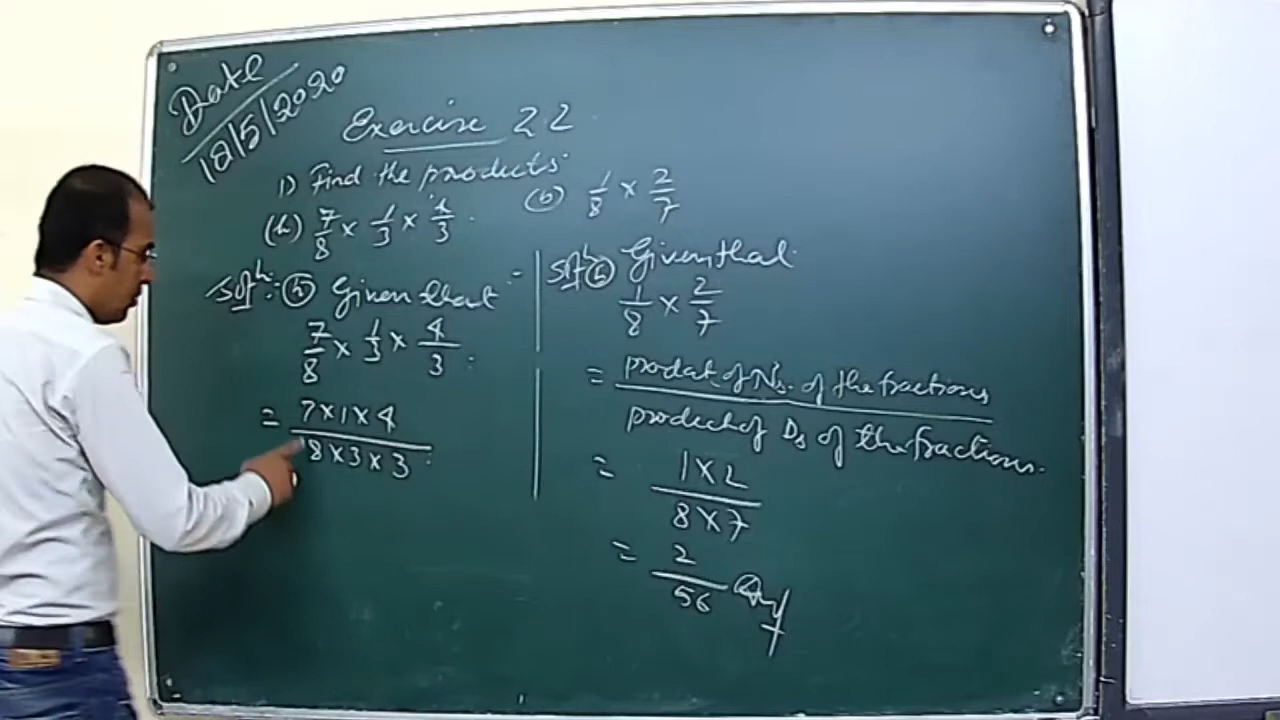 Date
18/5/2020
Exercise 2.2
1) Find the products
(h) 7/8 × 1/3 × 4/3 .
(b) 1/8 × 2/7
Solⁿ:- (h) Given that
7/8 × 1/3 × 4/3 .
= 7×1×4 / 8×3×3 .
Solⁿ (b) Given that
1/8 × 2/7
= product of Ns. of the fractions
product of Ds of the fractions.
= 1×2 / 8×7
= 2/56 Ans